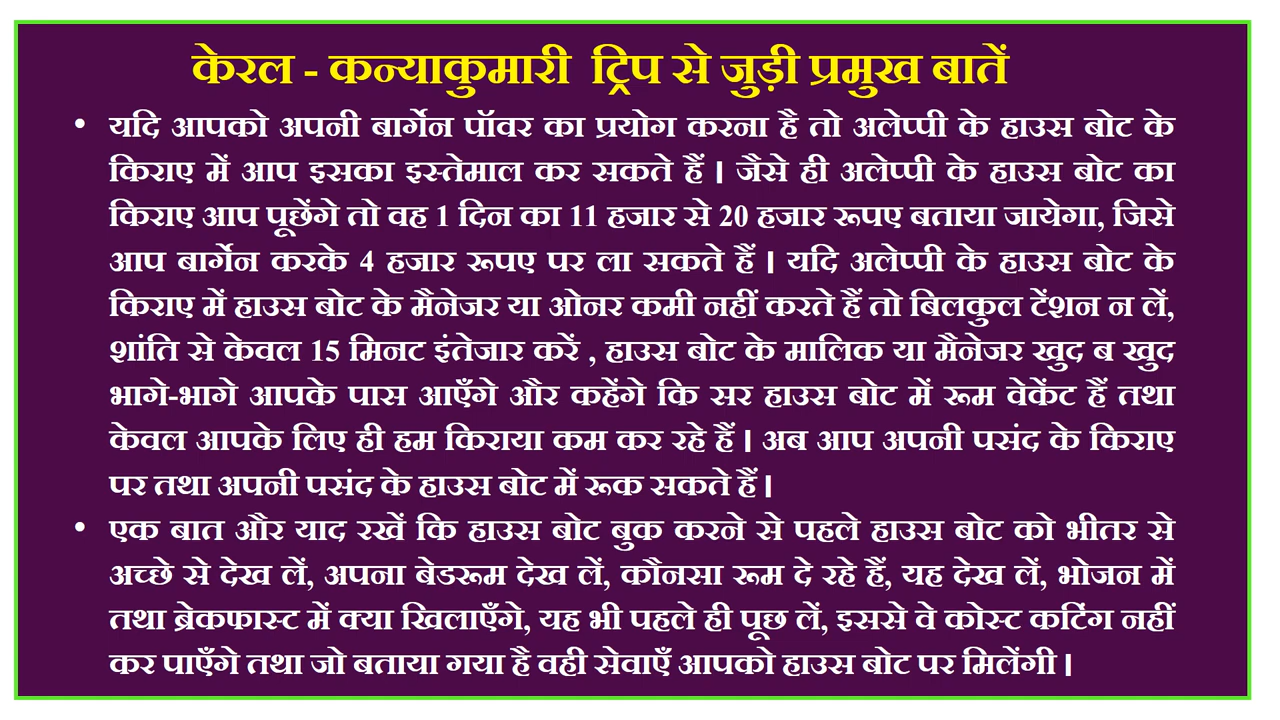 केरल - कन्याकुमारी ट्रिप से जुड़ी प्रमुख बातें
• यदि आपको अपनी बार्गेन पॉवर का प्रयोग करना है तो अलेप्पी के हाउस बोट के
किराए में आप इसका इस्तेमाल कर सकते हैं । जैसे ही अलेप्पी के हाउस बोट का
किराए आप पूछेंगे तो वह 1 दिन का 11 हजार से 20 हजार रूपए बताया जायेगा, जिसे
आप बार्गेन करके 4 हजार रूपए पर ला सकते हैं । यदि अलेप्पी के हाउस बोट के
किराए में हाउस बोट के मैनेजर या ओनर कमी नहीं करते हैं तो बिलकुल टेंशन न लें,
शांति से केवल 15 मिनट इंतेजार करें , हाउस बोट के मालिक या मैनेजर खुद ब खुद
भागे-भागे आपके पास आएँगे और कहेंगे कि सर हाउस बोट में रूम वेकेंट हैं तथा
केवल आपके लिए ही हम किराया कम कर रहे हैं । अब आप अपनी पसंद के किराए
पर तथा अपनी पसंद के हाउस बोट में रूक सकते हैं ।
• एक बात और याद रखें कि हाउस बोट बुक करने से पहले हाउस बोट को भीतर से
अच्छे से देख लें, अपना बेडरूम देख लें, कौनसा रूम दे रहे हैं, यह देख लें, भोजन में
तथा ब्रेकफास्ट में क्या खिलाएँगे, यह भी पहले ही पूछ लें, इससे वे कोस्ट कटिंग नहीं
कर पाएँगे तथा जो बताया गया है वही सेवाएँ आपको हाउस बोट पर मिलेंगी ।